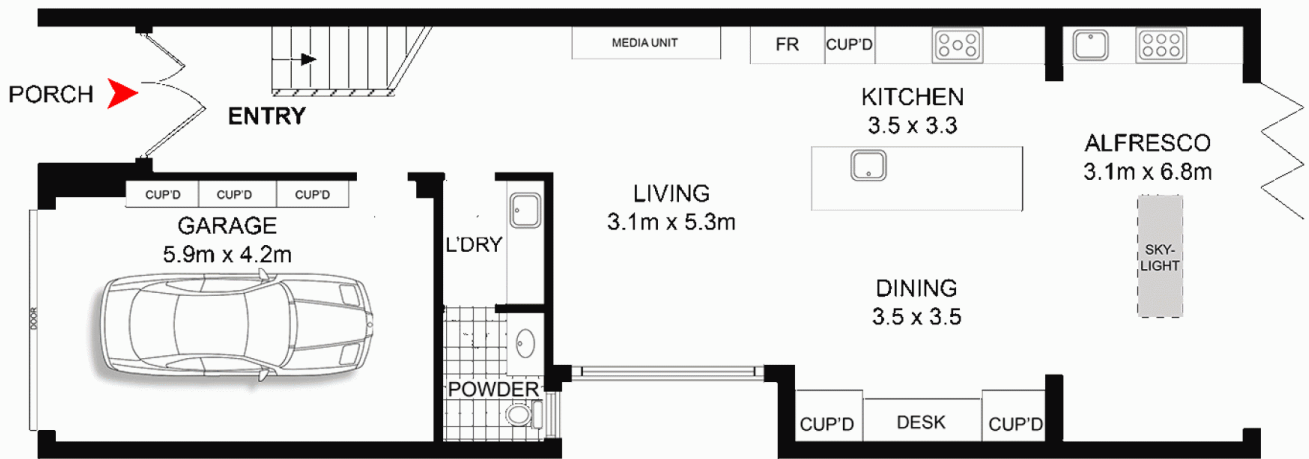 MEDIA UNIT
FR
CUP'D
PORCH
ENTRY
KITCHEN
3.5 x 3.3
ALFRESCO
3.1m x 6.8m
CUP'D
CUP'D
CUP'D
GARAGE
5.9m x 4.2m
L'DRY
LIVING
3.1m x 5.3m
SKY-
LIGHT
DINING
3.5 x 3.5
DOOR
POWDER
CUP'D
DESK
CUP'D